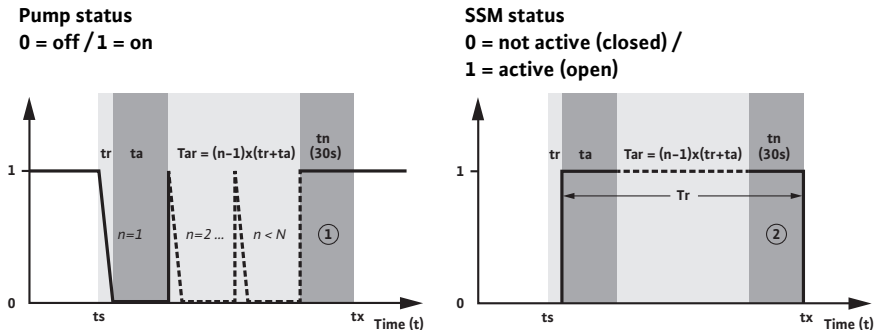 Pump status
0 = off / 1 = on
SSM status
0 = not active (closed) /
1 = active (open)
tr ta Tar = (n-1)x(tr+ta) tn
(30s)
1
n=1 n=2 ... n < N 1
0
ts tx Time (t)
tr ta Tar = (n-1)x(tr+ta) tn
(30s)
1
Tr
2
0
ts tx Time (t)